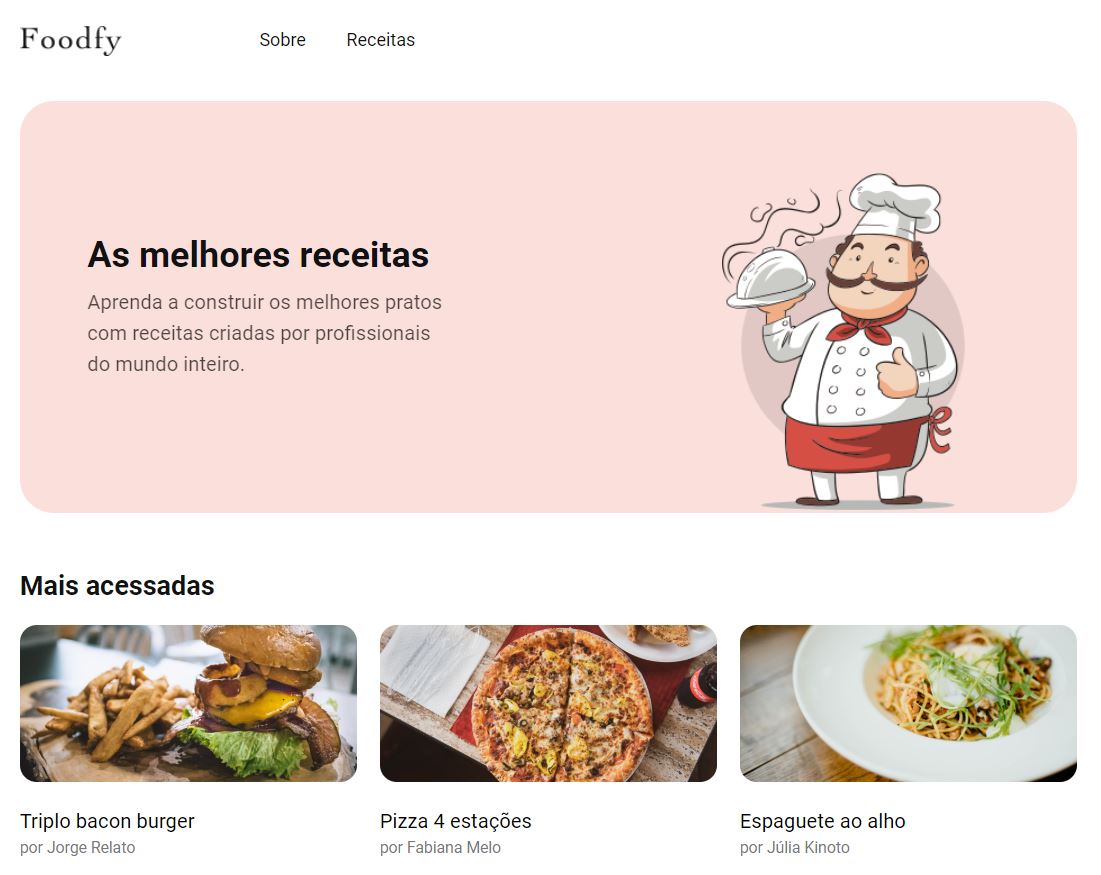 Foodfy
Sobre
Receitas
As melhores receitas
Aprenda a construir os melhores pratos
com receitas criadas por profissionais
do mundo inteiro.
Mais acessadas
Triplo bacon burger
por Jorge Relato
Pizza 4 estações
por Fabiana Melo
Espaguete ao alho
por Júlia Kinoto